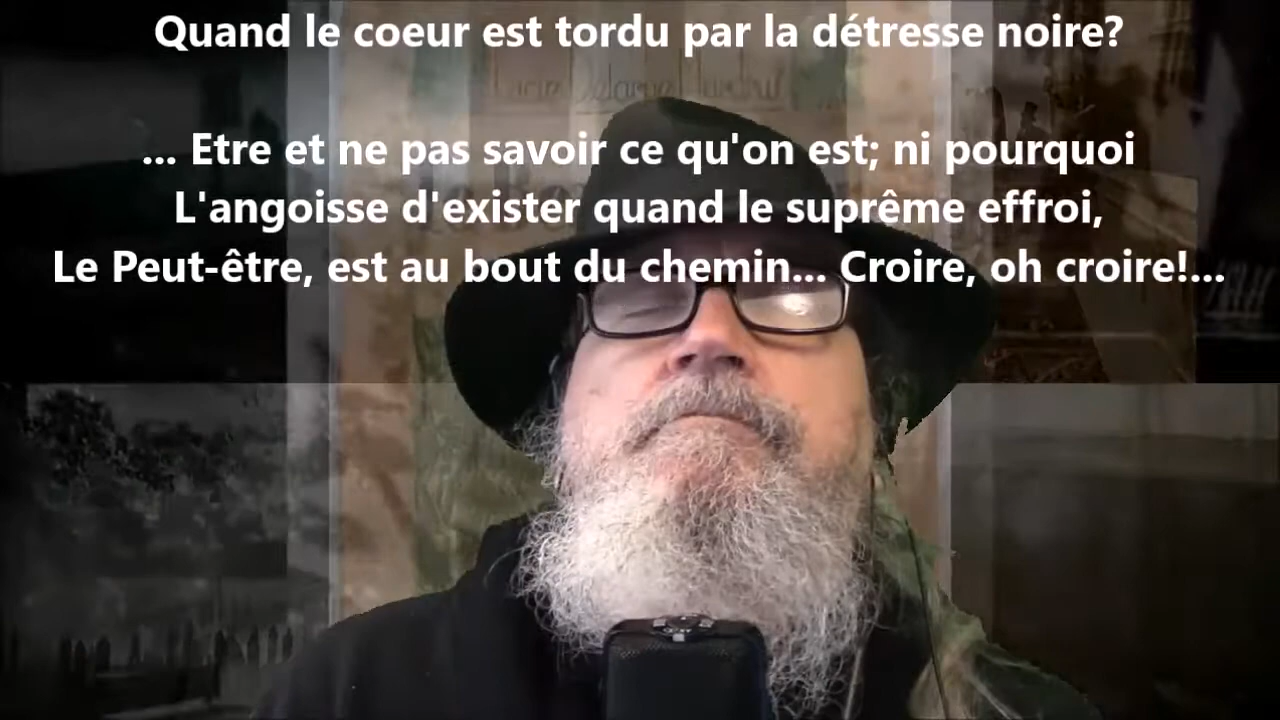 Quand le coeur est tordu par la détresse noire?
... Etre et ne pas savoir ce qu'on est; ni pourquoi
L'angoisse d'exister quand le suprême effroi,
Le Peut-être, est au bout du chemin... Croire, oh croire!...